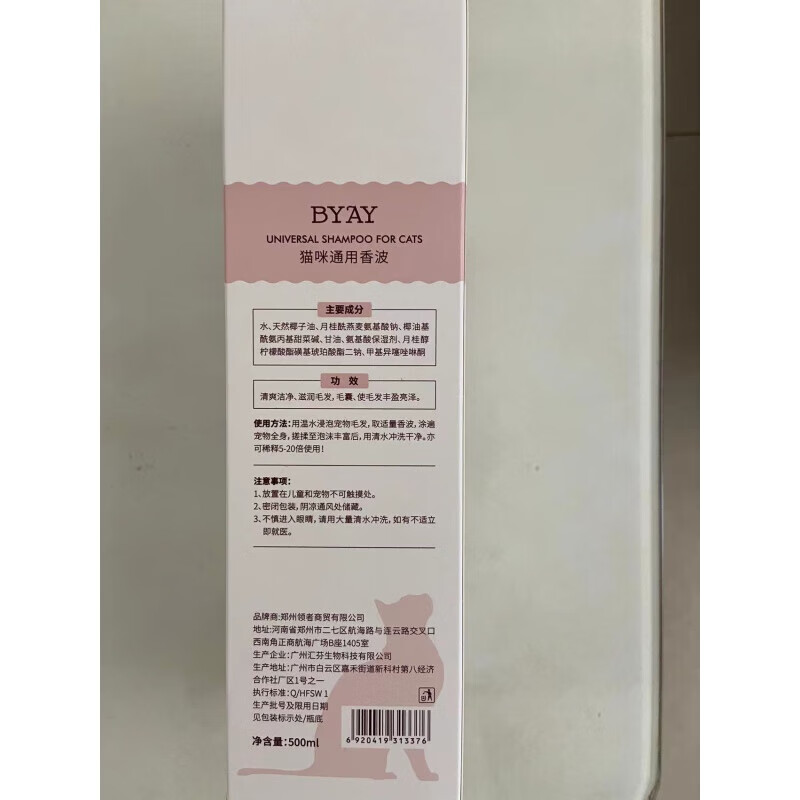 BYAY
UNIVERSAL SHAMPOO FOR CATS
猫咪通用香波
主要成分
水、天然椰子油、月桂酰燕麦氨基酸钠、椰油基
酰氨丙基甜菜碱、甘油、氨基酸保湿剂、月桂醇
柠檬酸酯磺基琥珀酸酯二钠、甲基异噻唑啉酮
功 效
清爽洁净、滋润毛发，毛囊、使毛发丰盈亮泽。
使用方法：用温水浸泡宠物毛发，取适量香波，涂遍
宠物全身，搓揉至泡沫丰富后，用清水冲洗干净。亦
可稀释5-20倍使用！
注意事项：
1、放置在儿童和宠物不可触摸处。
2、密闭包装，阴凉通风处储藏。
3、不慎进入眼睛，请用大量清水冲洗，如有不适立
即就医。
品牌商:郑州领者商贸有限公司
地址:河南省郑州市二七区航海路与连云路交叉口
西南角正商航海广场B座1405室
生产企业:广州汇芬生物科技有限公司
生产地址:广州市白云区嘉禾街道新科村第八经济
合作社厂区1号之一
执行标准:Q/HFSW 1
生产批号及限用日期
见包装标示处/瓶底
净含量:500ml
6 920419 313376